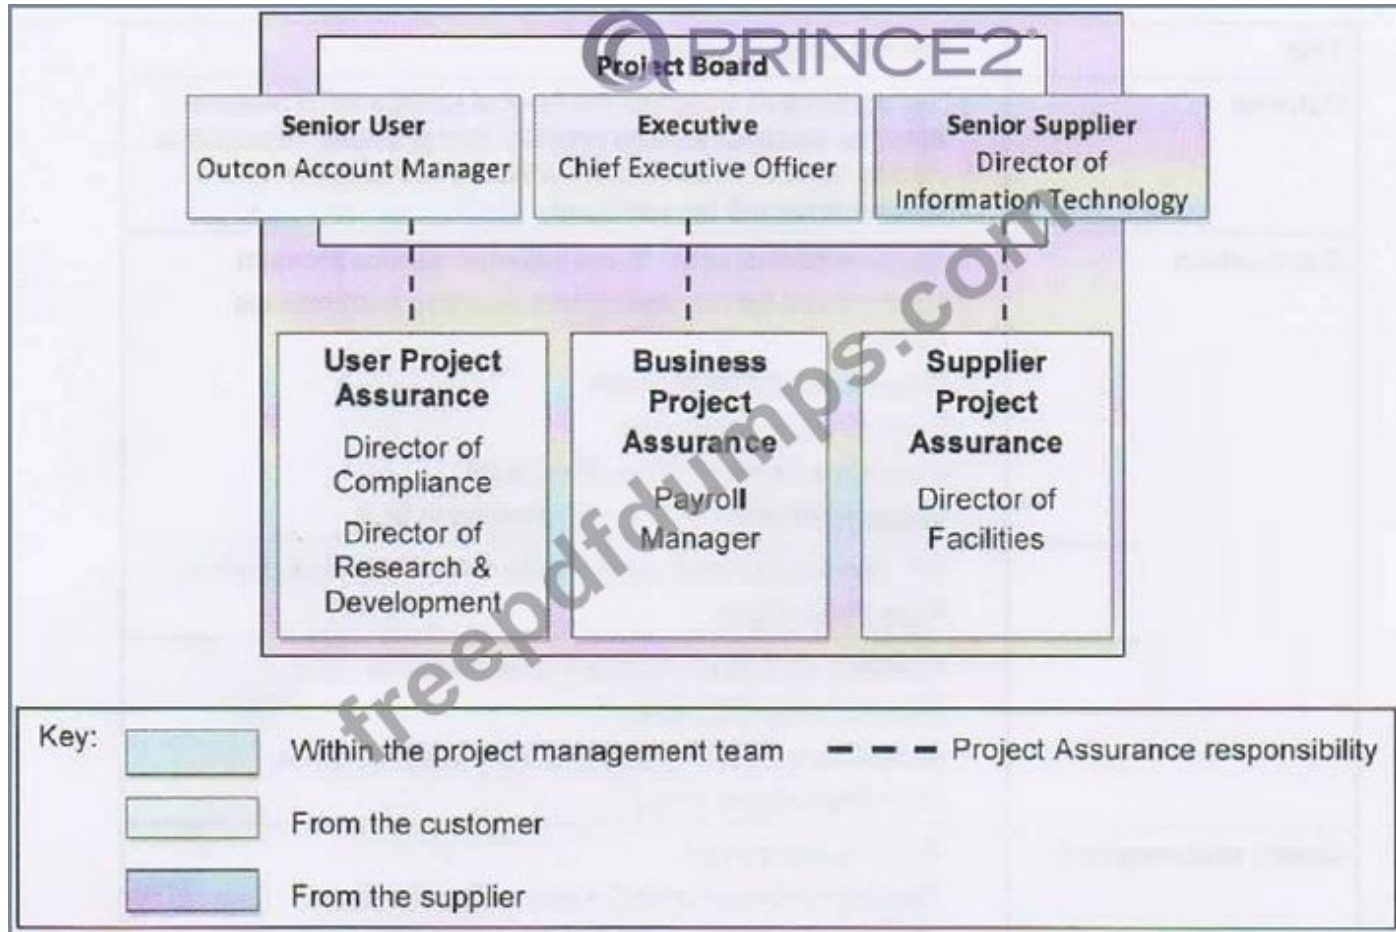 PRINCE2
Project Board
Senior User
Outcon Account Manager
Executive
Chief Executive Officer
Senior Supplier
Director of
Information Technology
User Project
Assurance
Director of
Compliance
Director of
Research &
Development
Business
Project
Assurance
Payroll
Manager
Supplier
Project
Assurance
Director of
Facilities
freepdfdumps.com
Key:
Within the project management team
Project Assurance responsibility
From the customer
From the supplier